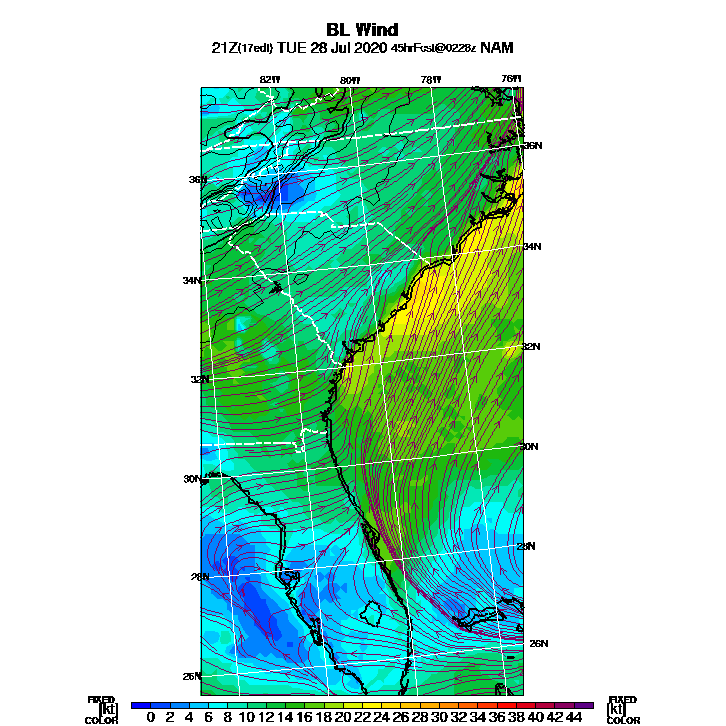 BL Wind
21Z(17edt) TUE 28 Jul 2020 45hrFcst@0228z NAM
82W 80W 78W 76W
36N
36N
34N
34N
32N
32N
30N
30N
28N
28N
26N
26N
FIXED FIXED
[kt] 0 2 4 6 8 10 12 14 16 18 20 22 24 26 28 30 32 34 36 38 40 42 44 [kt]
COLOR COLOR